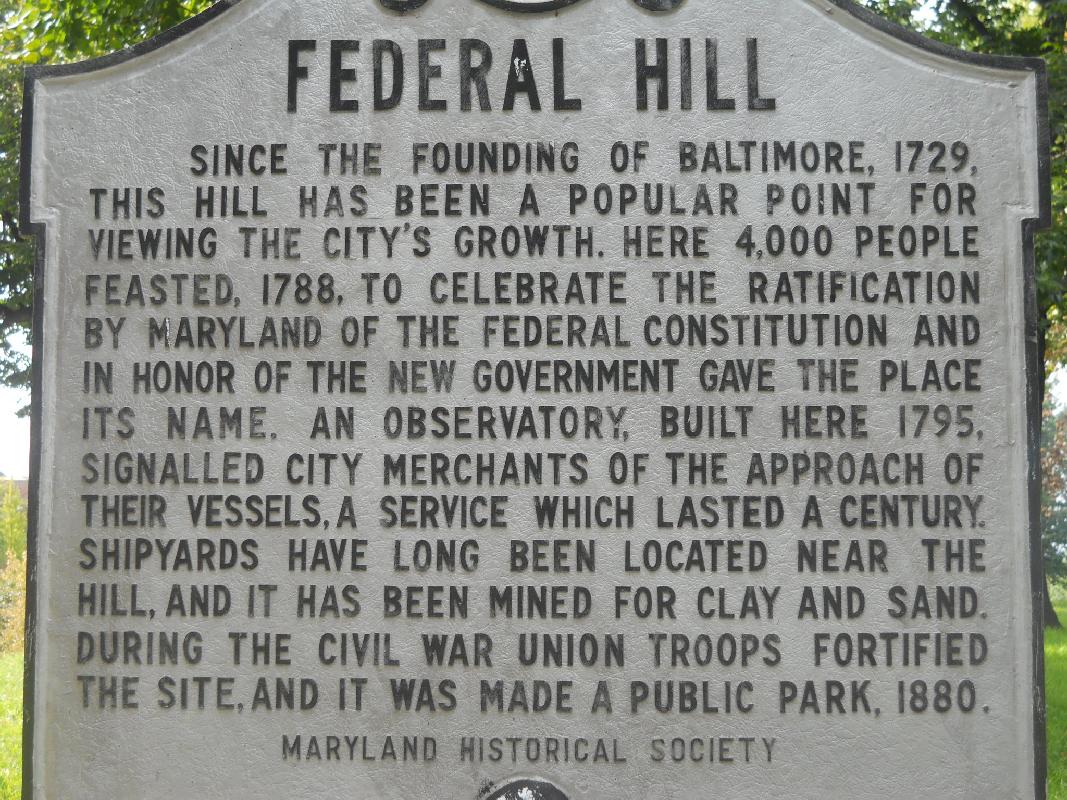 FEDERAL HILL
SINCE THE FOUNDING OF BALTIMORE, 1729,
THIS HILL HAS BEEN A POPULAR POINT FOR
VIEWING THE CITY'S GROWTH. HERE 4,000 PEOPLE
FEASTED, 1788, TO CELEBRATE THE RATIFICATION
BY MARYLAND OF THE FEDERAL CONSTITUTION AND
IN HONOR OF THE NEW GOVERNMENT GAVE THE PLACE
ITS NAME. AN OBSERVATORY, BUILT HERE 1795,
SIGNALLED CITY MERCHANTS OF THE APPROACH OF
THEIR VESSELS, A SERVICE WHICH LASTED A CENTURY.
SHIPYARDS HAVE LONG BEEN LOCATED NEAR THE
HILL, AND IT HAS BEEN MINED FOR CLAY AND SAND.
DURING THE CIVIL WAR UNION TROOPS FORTIFIED
THE SITE, AND IT WAS MADE A PUBLIC PARK, 1880.
MARYLAND HISTORICAL SOCIETY